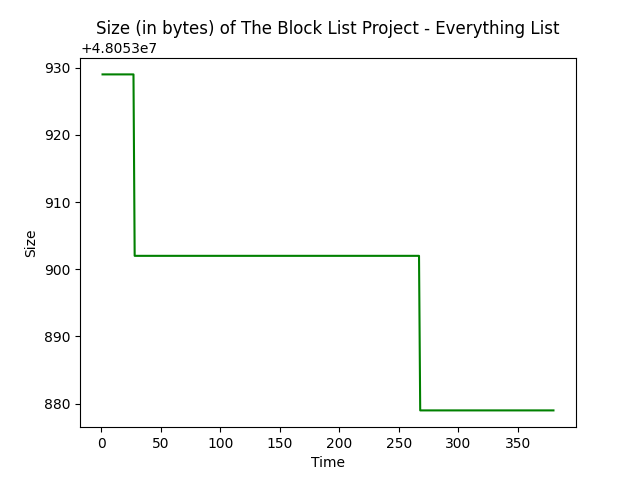 Size (in bytes) of The Block List Project - Everything List
+4.8053e7
930
920
910
900
890
880
Size
0 50 100 150 200 250 300 350
Time